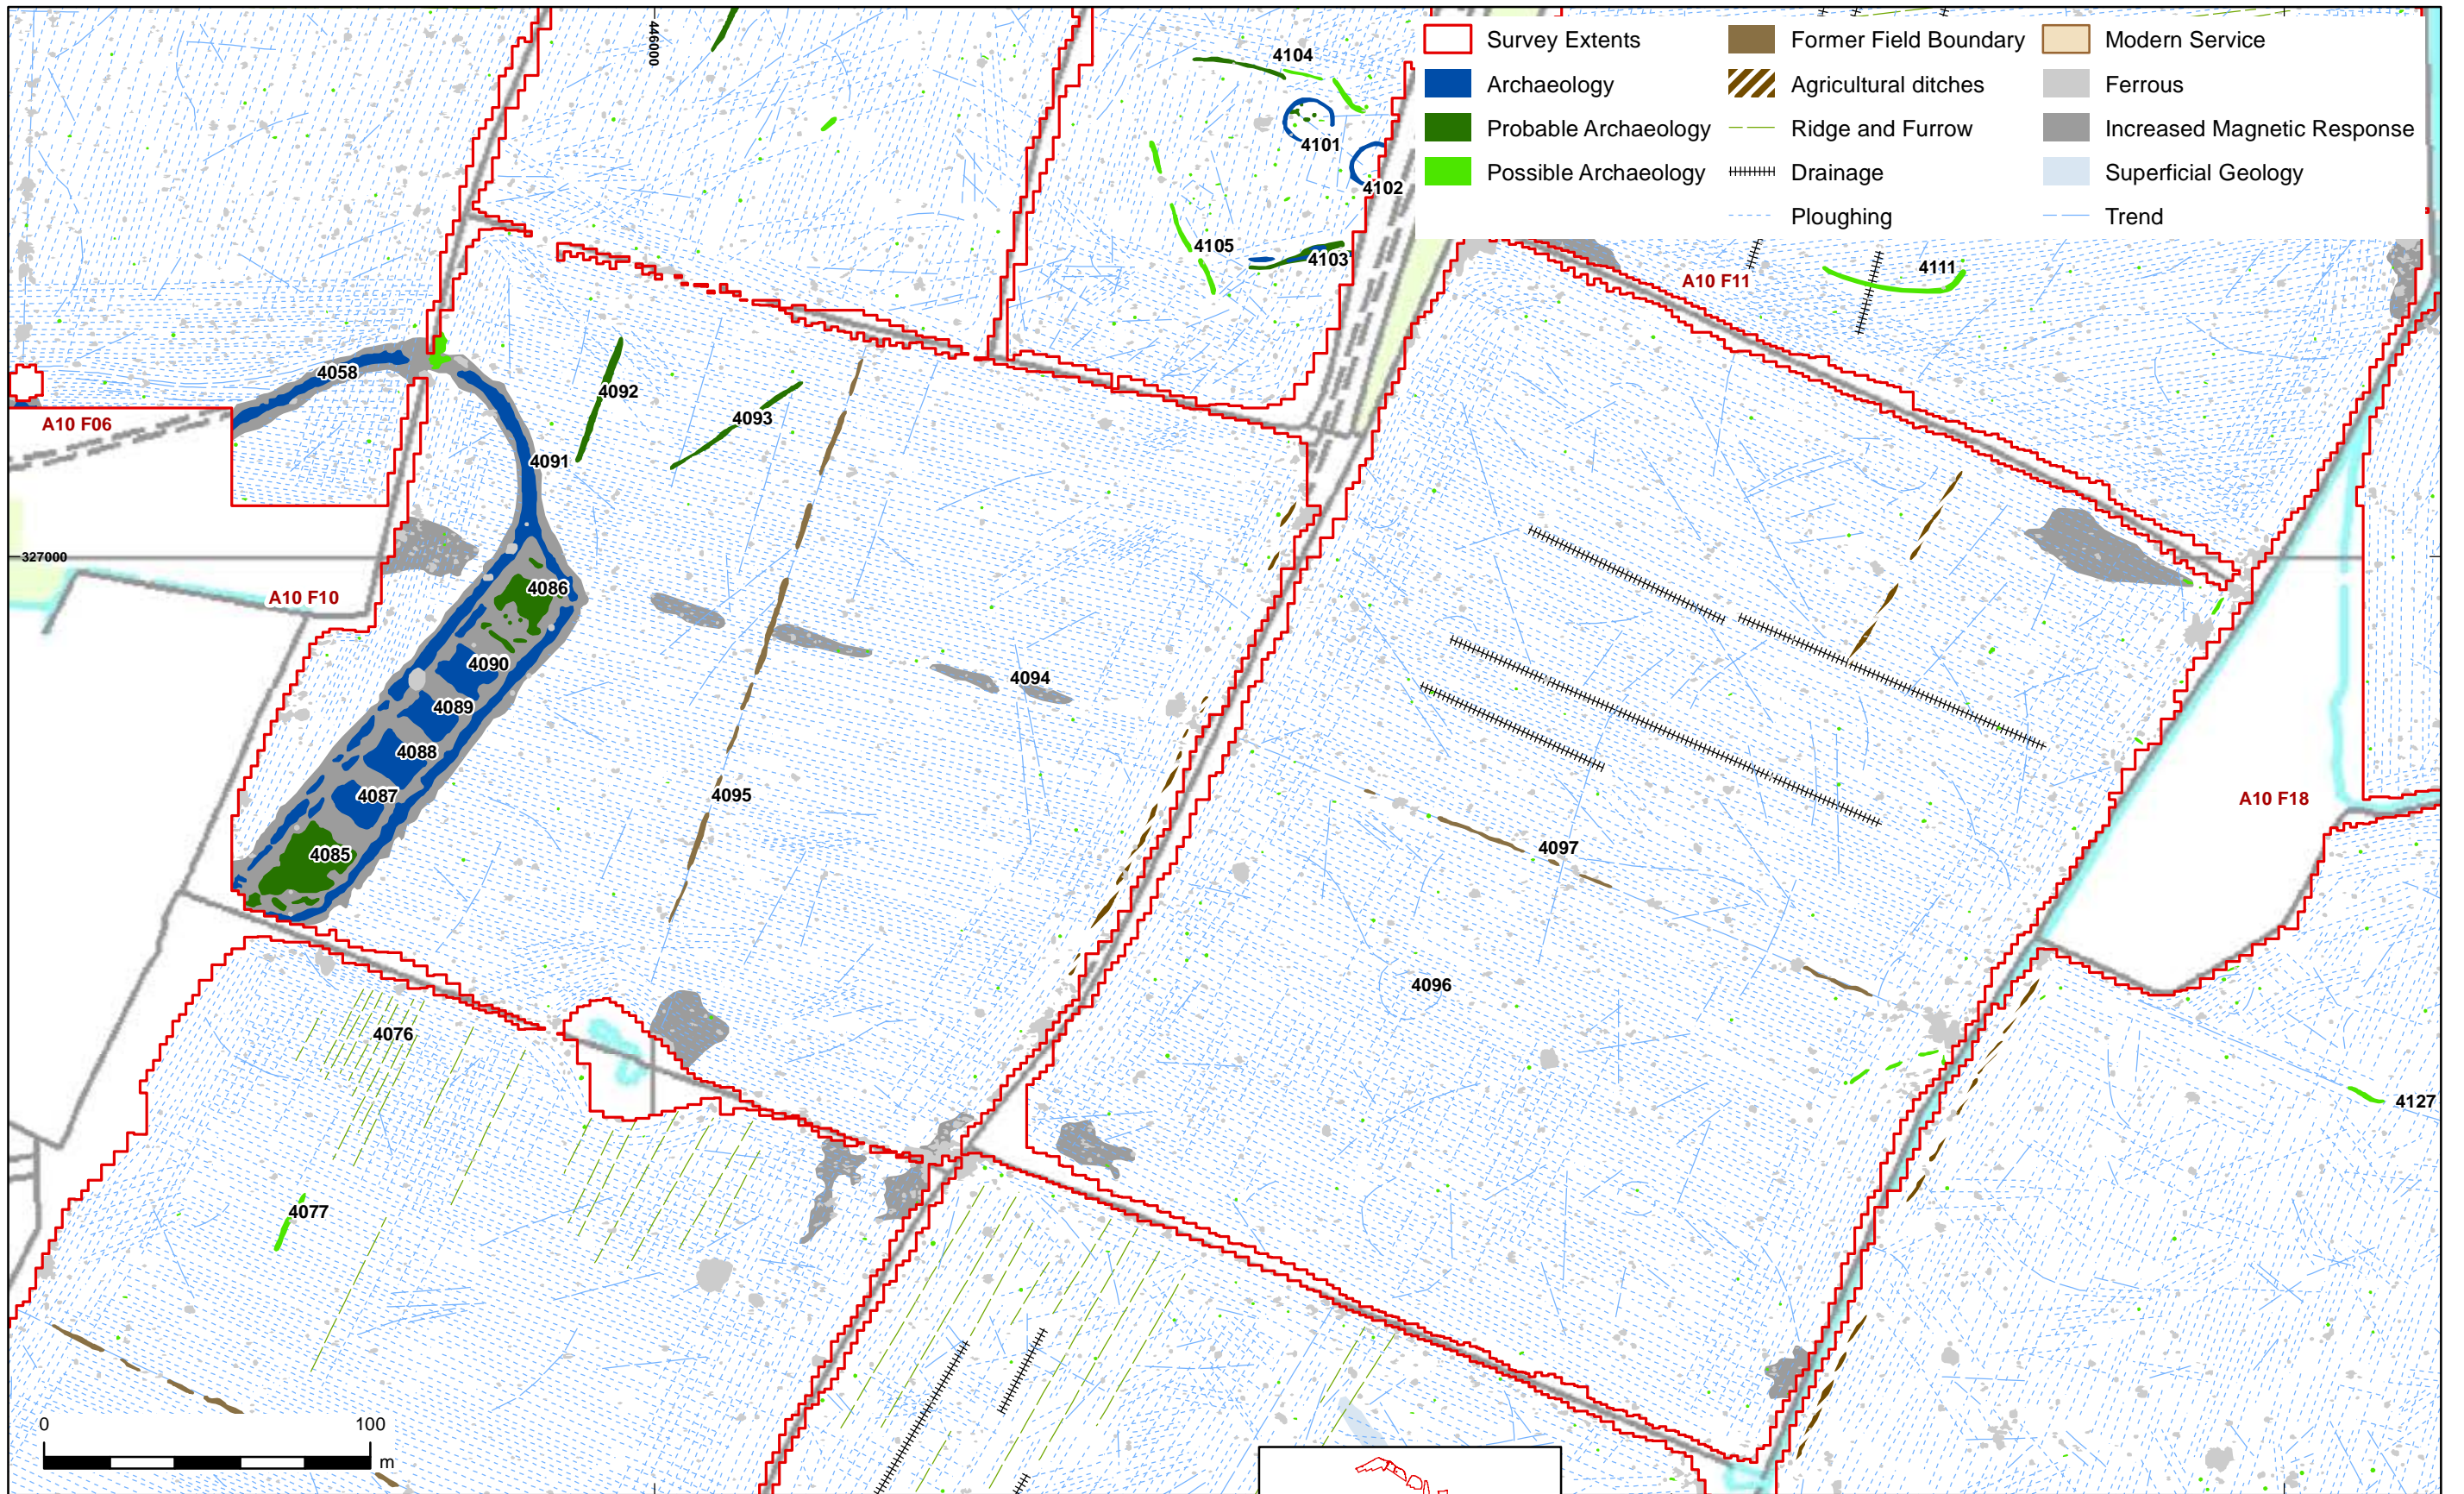 446000
4104
Survey Extents
Former Field Boundary
Modern Service
Archaeology
Agricultural ditches
Ferrous
Probable Archaeology
Ridge and Furrow
Increased Magnetic Response
Possible Archaeology
Drainage
Superficial Geology
Ploughing
Trend
4101
4102
4105
4103
4111
A10 F11
4058
4092
4093
A10 F06
4091
327000
4086
A10 F10
4090
4094
4089
4088
4087
4095
A10 F18
4085
4097
4096
4076
4127
4077
0 100
m